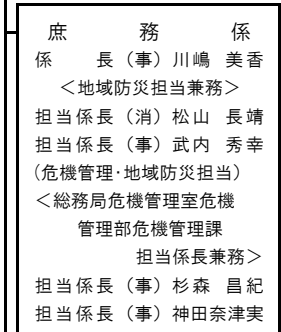 庶務係
係長（事）川嶋 美香
＜地域防災担当兼務＞
担当係長（消）松山 長靖
担当係長（事）武内 秀幸
(危機管理･地域防災担当)
＜総務局危機管理室危機
管理部危機管理課
担当係長兼務＞
担当係長（事）杉森 昌紀
担当係長（事）神田奈津実